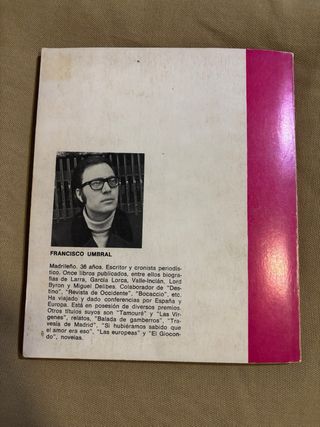 FRANCISCO UMBRAL
Madrileño. 36 años. Escritor y cronista periodís-
tico. Once libros publicados, entre ellos biogra-
fías de Larra, García Lorca, Valle-Inclán, Lord
Byron y Miguel Delibes. Colaborador de "Des-
tino", "Revista de Occidente", "Bocaccio", etc.
Ha viajado y dado conferencias por España y
Europa. Está en posesión de diversos premios.
Otros títulos suyos son "Tamouré" y "Las Vír-
genes", relatos, "Balada de gamberros", "Tra-
vesía de Madrid", "Si hubiéramos sabido que
el amor era eso", "Las europeas" y "El Giocon-
do", novelas.